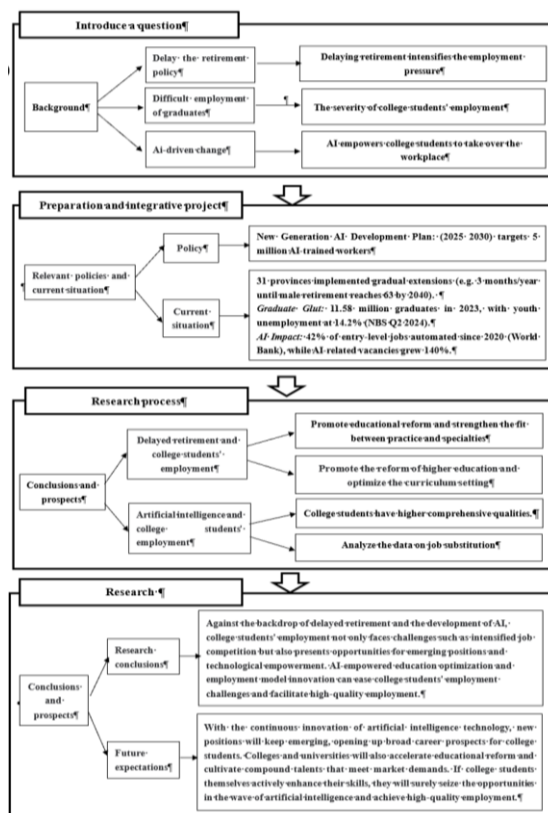 Introduce a question¶
Background¶
Delay the retirement
policy¶
Delaying retirement intensifies the employment
pressure¶
Difficult employment
of graduates¶
¶
The severity of college students' employment¶
Ai-driven change¶
AI empowers college students to take over the
workplace¶
Preparation and integrative project¶
¶
Relevant policies and
current situation¶
Policy¶
New Generation AI Development Plan: (2025 2030) targets 5
million AI-trained workers¶
Current
situation¶
31 provinces implemented gradual extensions (e.g. 3 months/year
until male retirement reaches 63 by 2040). ¶
Graduate Glut: 11.58 million graduates in 2023, with youth
unemployment at 14.2% (NBS Q2 2024).¶
AI Impact: 42% of entry-level jobs automated since 2020 (World
Bank), while AI-related vacancies grew 140%.¶
Research process¶
Conclusions and
prospects¶
Delayed retirement and
college students'
employment¶
Promote educational reform and strengthen the fit
between practice and specialties¶
Promote the reform of higher education and
optimize the curriculum setting¶
Artificial intelligence and
college students'
employment¶
College students have higher comprehensive qualities.¶
Analyze the data on job substitution¶
Research ¶
Conclusions
and
prospects¶
Research
conclusions¶
Against the backdrop of delayed retirement and the development of AI,
college students' employment not only faces challenges such as intensified job
competition but also presents opportunities for emerging positions and
technological empowerment. AI-empowered education optimization and
employment model innovation can ease college students' employment
challenges and facilitate high-quality employment.¶
Future
expectations¶
With the continuous innovation of artificial intelligence technology, new
positions will keep emerging, opening up broad career prospects for college
students. Colleges and universities will also accelerate educational reform and
cultivate compound talents that meet market demands. If college students
themselves actively enhance their skills, they will surely seize the opportunities
in the wave of artificial intelligence and achieve high-quality employment.¶